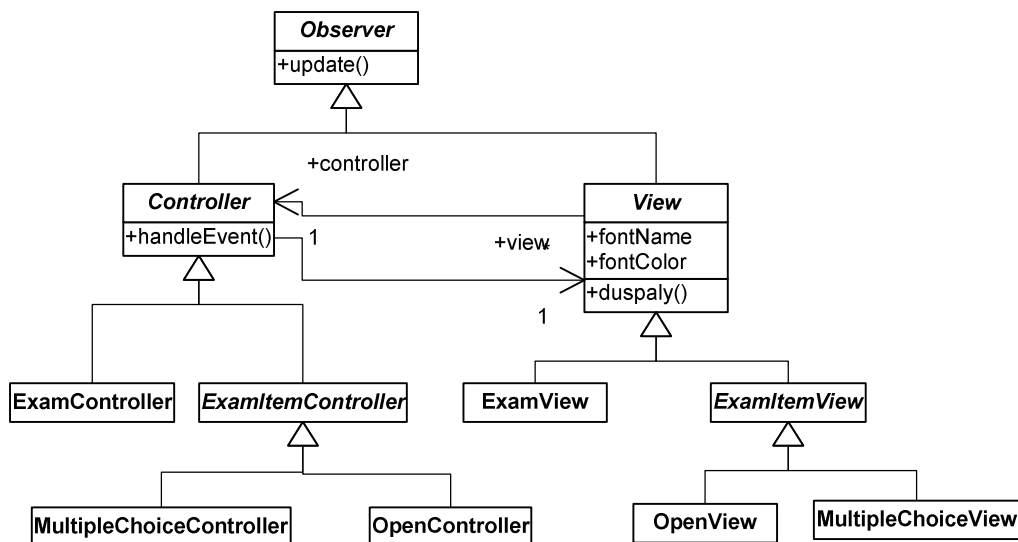 Observer
+update()
+controller
Controller
View
+handleEvent()
1
+view
+fontName
+fontColor
+duspaly()
1
ExamController
ExamItemController
ExamView
ExamItemView
MultipleChoiceController
OpenController
OpenView
MultipleChoiceView